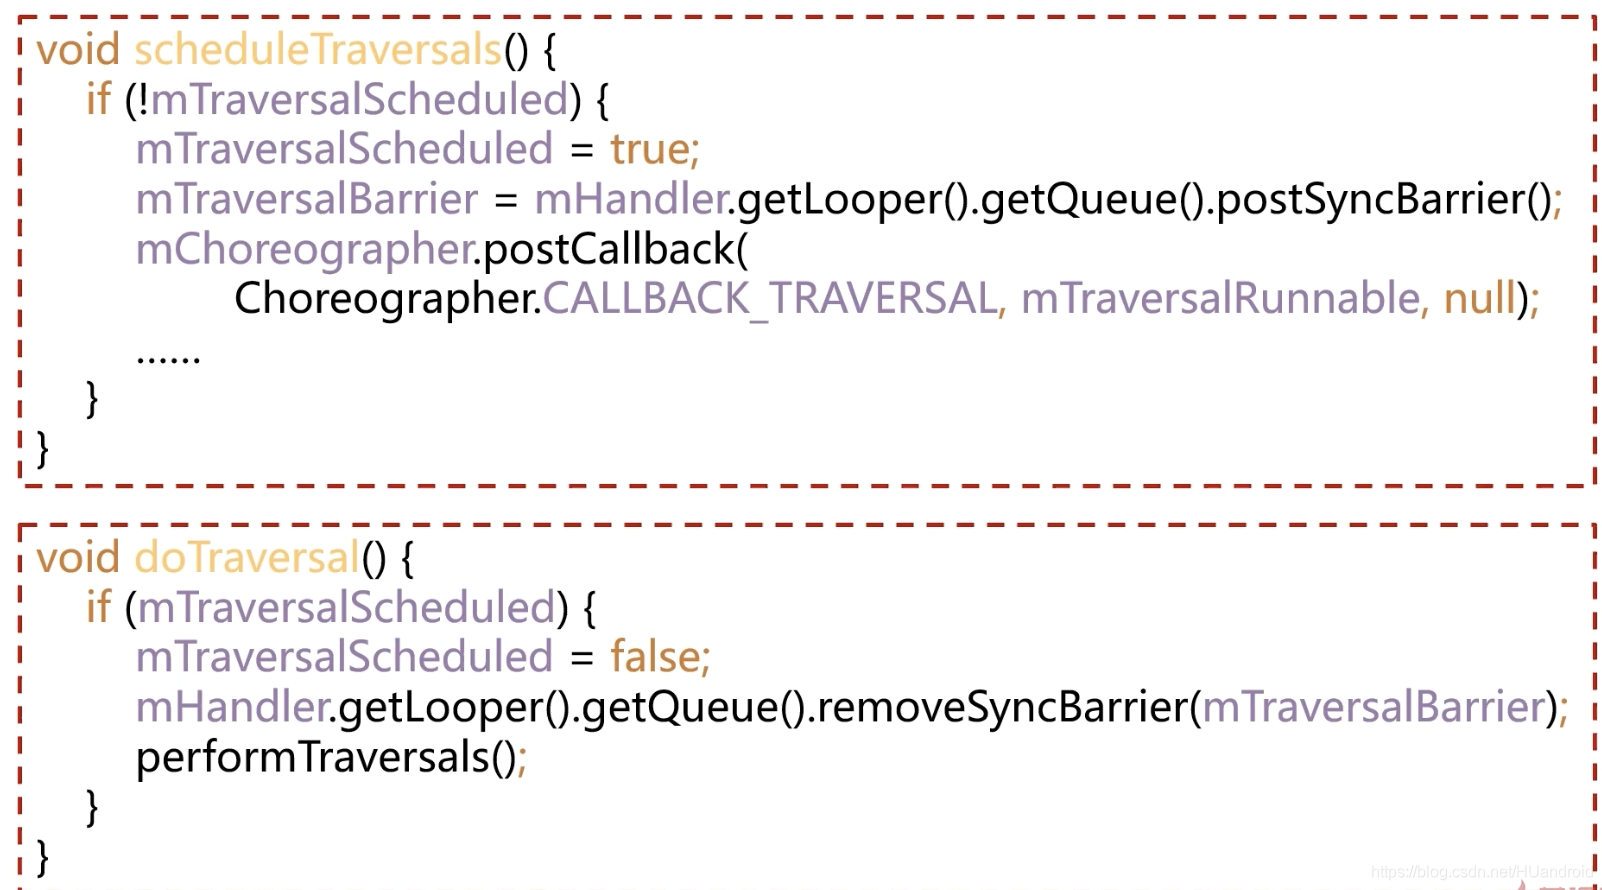 void scheduleTraversals() {
if (!mTraversalScheduled) {
mTraversalScheduled = true;
mTraversalBarrier = mHandler.getLooper().getQueue().postSyncBarrier();
mChoreographer.postCallback(
Choreographer.CALLBACK_TRAVERSAL, mTraversalRunnable, null);
......
}
}
void doTraversal() {
if (mTraversalScheduled) {
mTraversalScheduled = false;
mHandler.getLooper().getQueue().removeSyncBarrier(mTraversalBarrier);
performTraversals();
}
}
https://blog.csdn.net/HUandroid